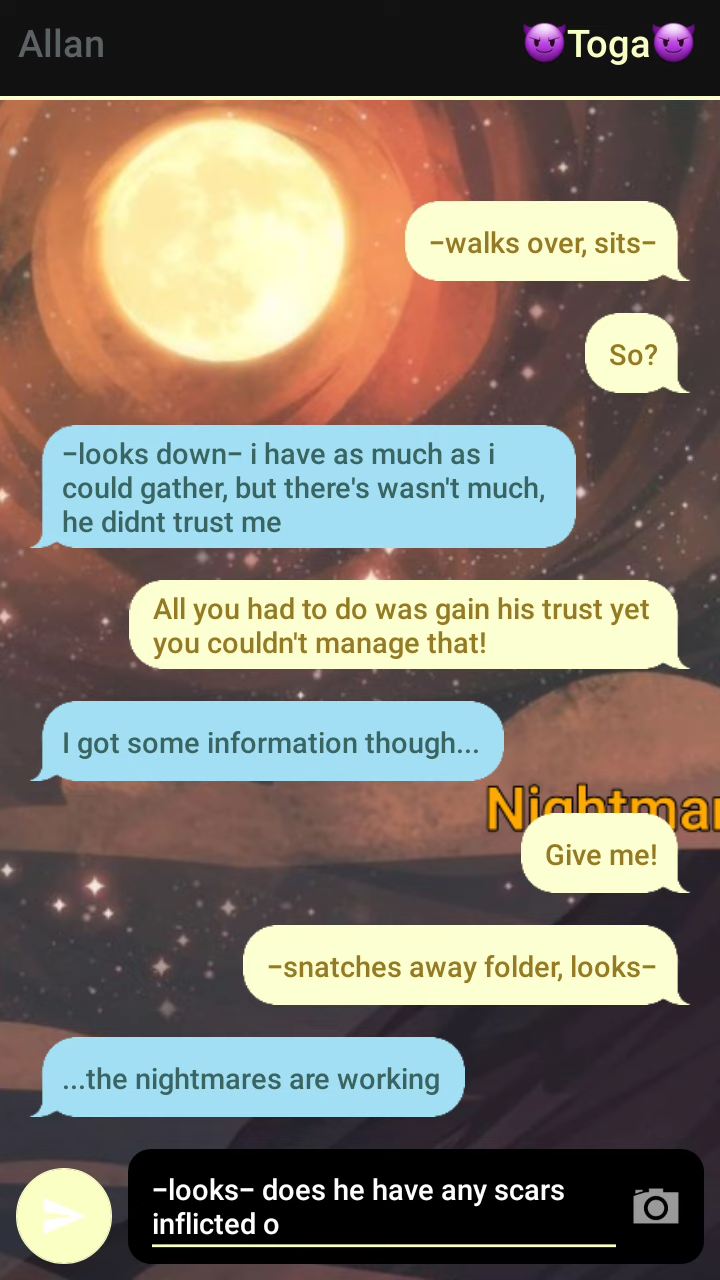 Allan
😈Toga😈
–walks over, sits–
So?
–looks down– i have as much as i
could gather, but there's wasn't much,
he didnt trust me
All you had to do was gain his trust yet
you couldn't manage that!
I got some information though...
Give me!
–snatches away folder, looks–
...the nightmares are working
–looks– does he have any scars
inflicted o